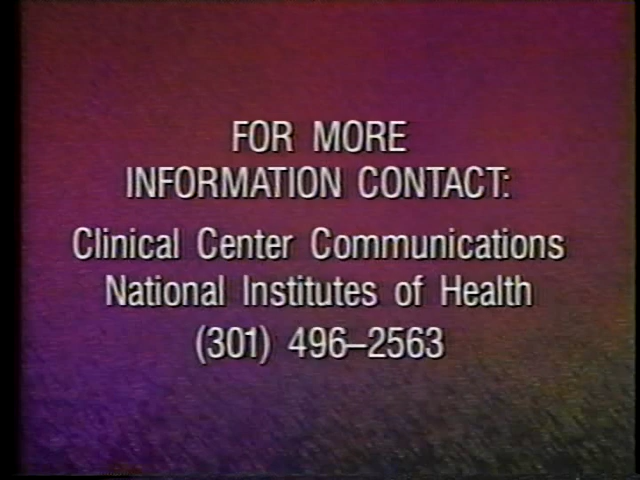 FOR MORE
INFORMATION CONTACT:
Clinical Center Communications
National Institutes of Health
(301) 496–2563